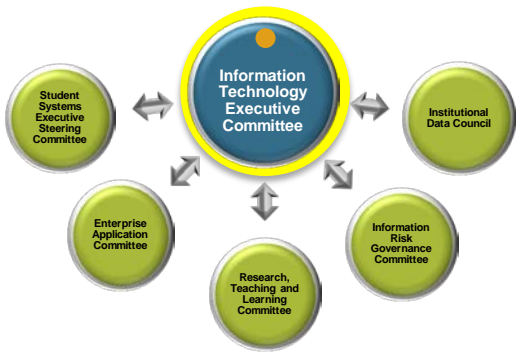 Information
Technology
Executive
Committee
Student
Systems
Executive
Steering
Committee
Institutional
Data Council
Enterprise
Application
Committee
Information
Risk
Governance
Committee
Research,
Teaching and
Learning
Committee